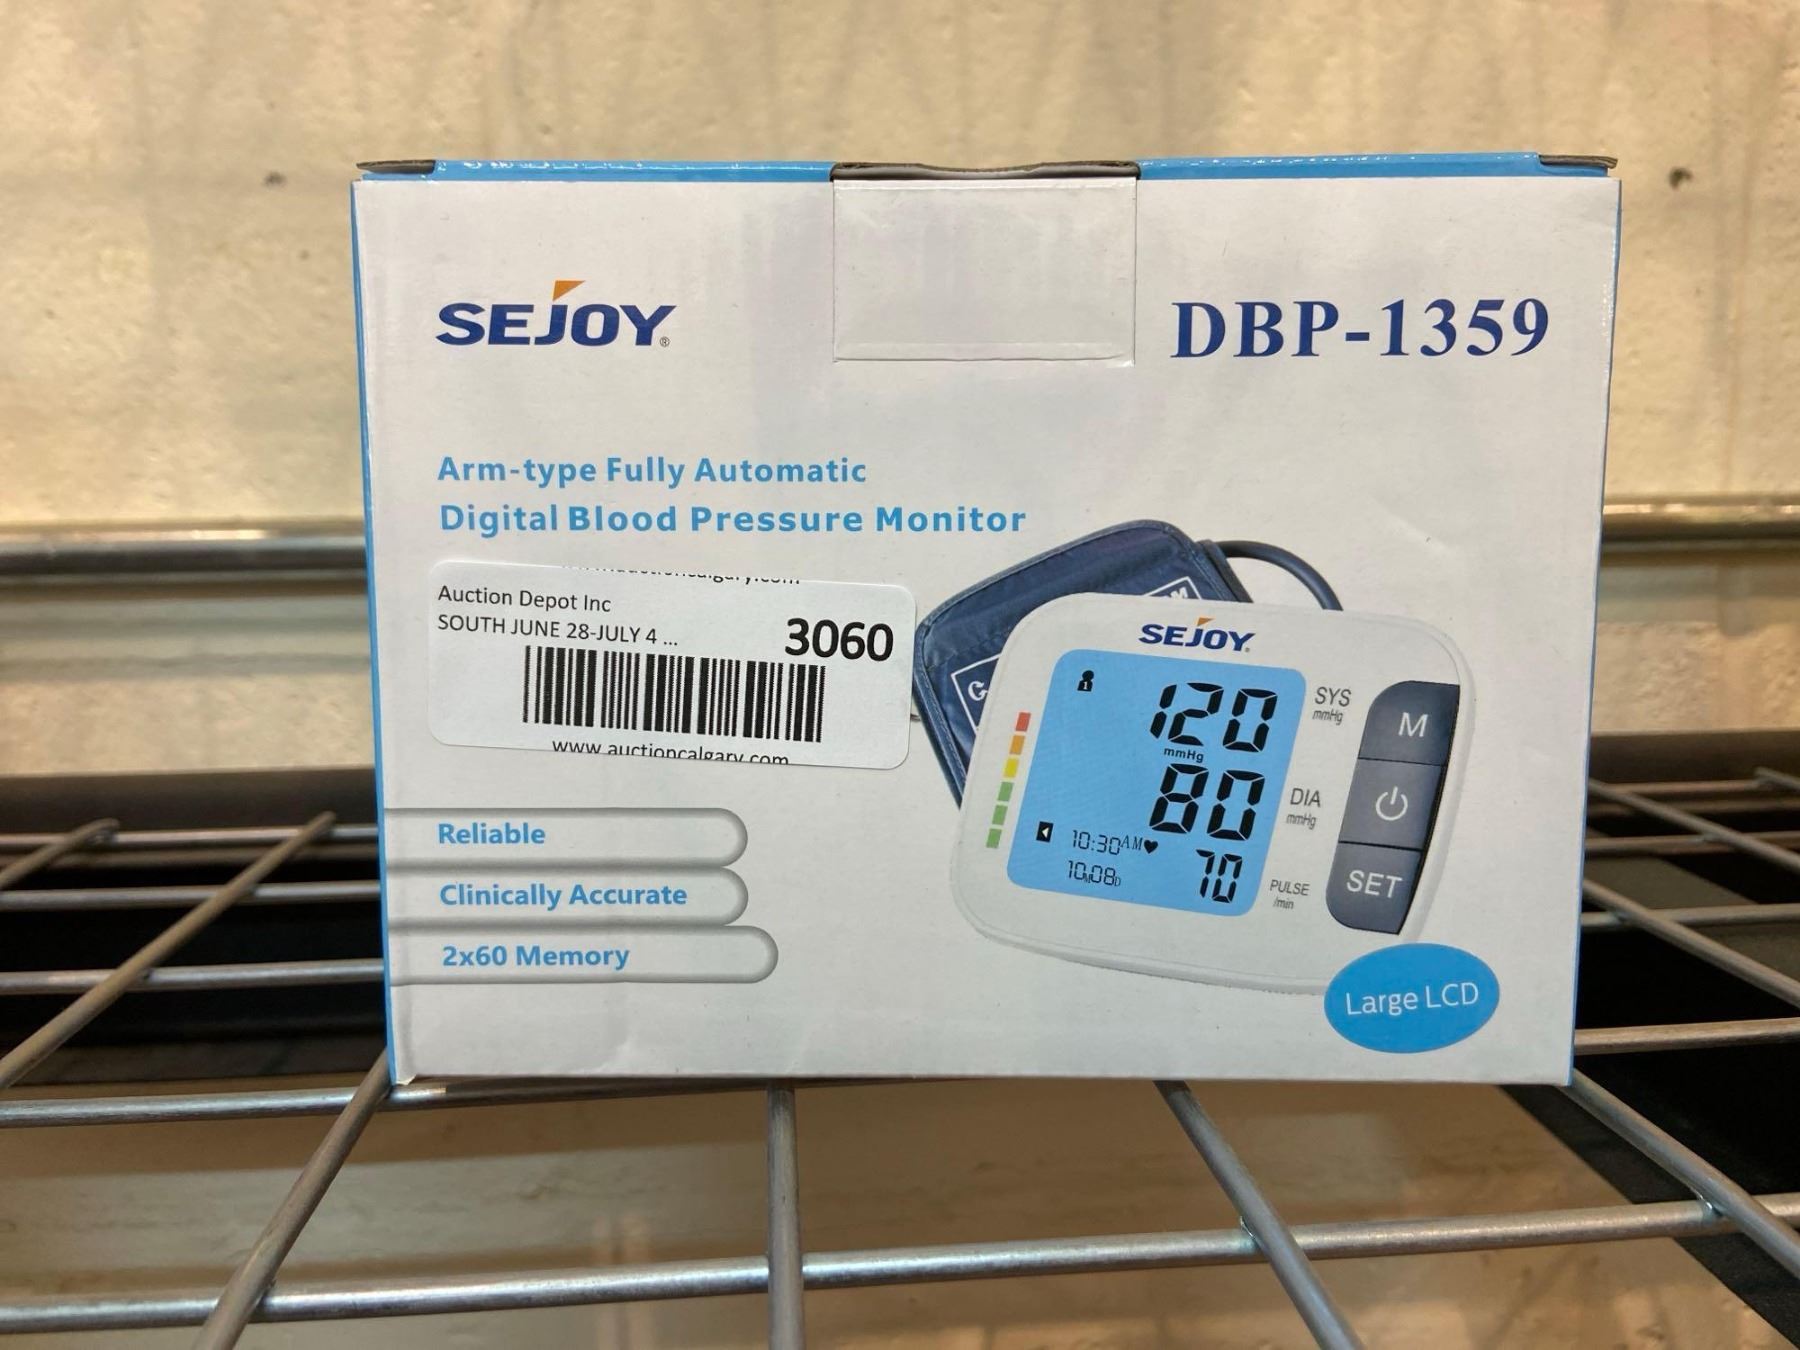 SEJOY®
DBP-1359
Arm-type Fully Automatic
Digital Blood Pressure Monitor
Auction Depot Inc
SOUTH JUNE 28-JULY 4 ...
3060
www.auctioncalgary.com
Reliable
Clinically Accurate
2x60 Memory
SEJOY
1
120
SYS
mmHg
mmHg
80
DIA
mmHg
10:30AM
10M08D
70
PULSE
/min
M
SET
Large LCD